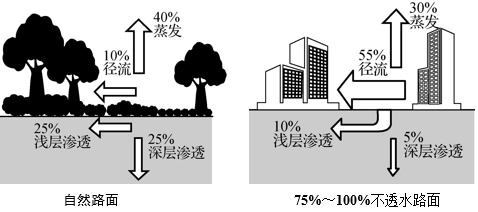 40%
蒸发
10%
径流
25%
浅层渗透
25%
深层渗透
自然路面
30%
蒸发
55%
径流
10%
浅层渗透
5%
深层渗透
75%～100%不透水路面